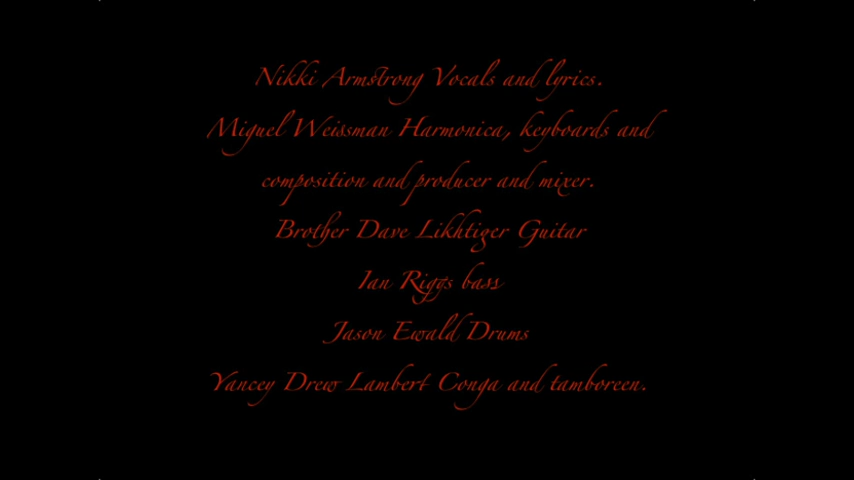 Nikki Armstrong Vocals and lyrics.
Miguel Weissman Harmonica, keyboards and
composition and producer and mixer.
Brother Dave Likhtiger Guitar
Ian Riggs bass
Jason Ewald Drums
Yancey Drew Lambert Conga and tamboreen.